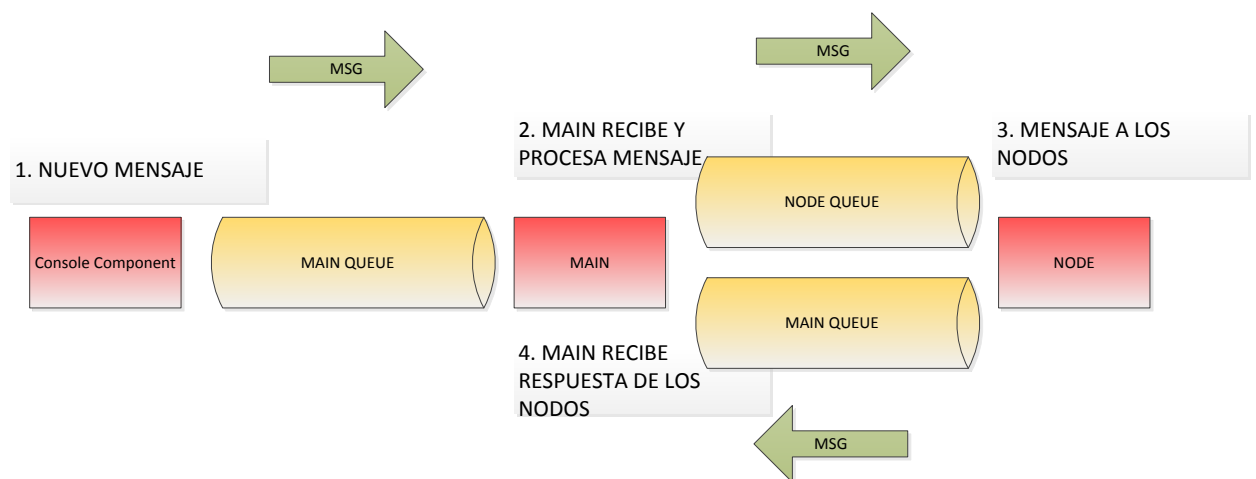 MSG
MSG
1. NUEVO MENSAJE
2. MAIN RECIBE Y
PROCESA MENSAJE
3. MENSAJE A LOS
NODOS
Console Component
MAIN QUEUE
MAIN
NODE QUEUE
MAIN QUEUE
NODE
4. MAIN RECIBE
RESPUESTA DE LOS
NODOS
MSG